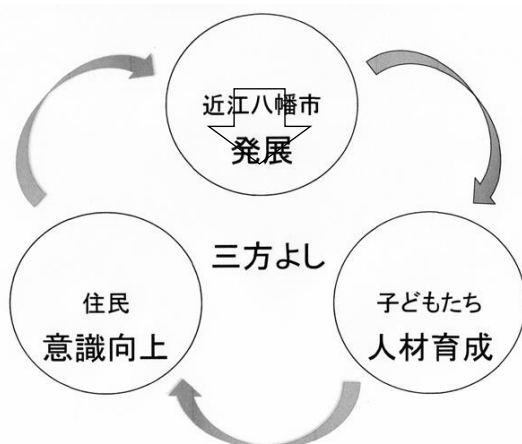 近江八幡市
発展
三方よし
住民
意識向上
子どもたち
人材育成